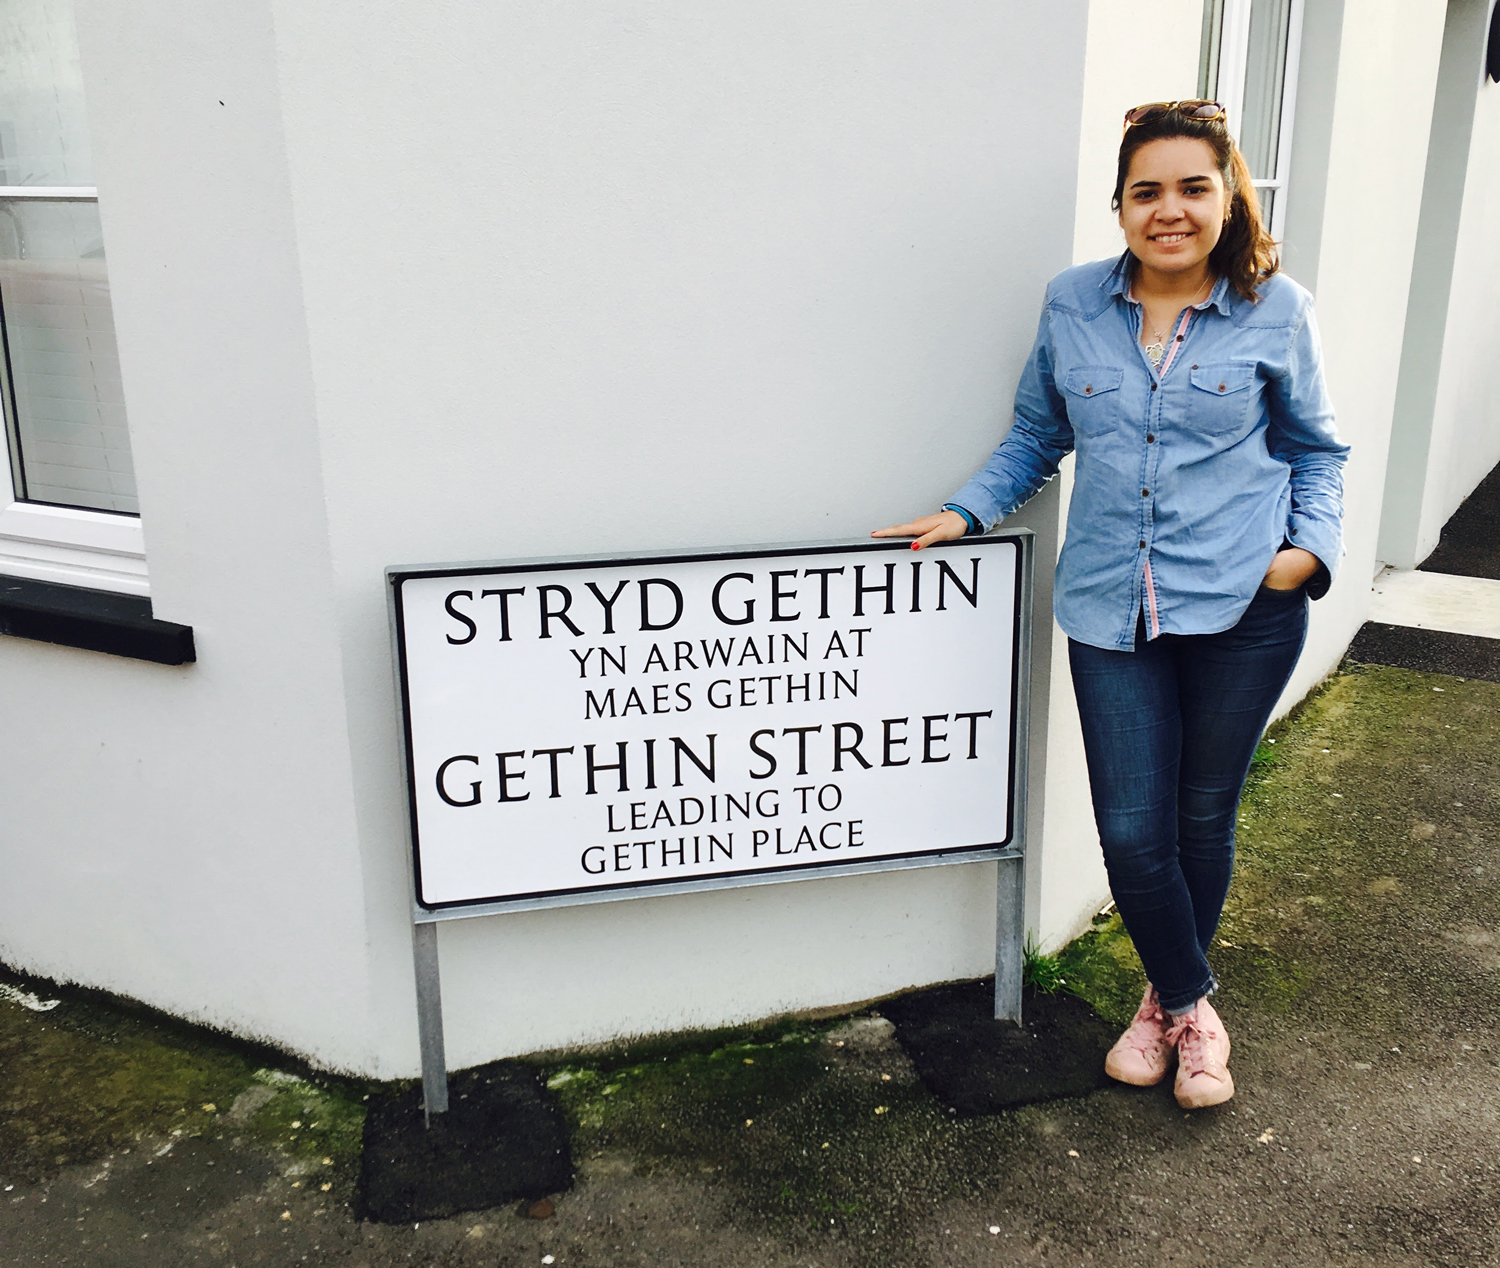 STRYD GETHIN
YN ARWAIN AT
MAES GETHIN
GETHIN STREET
LEADING TO
GETHIN PLACE